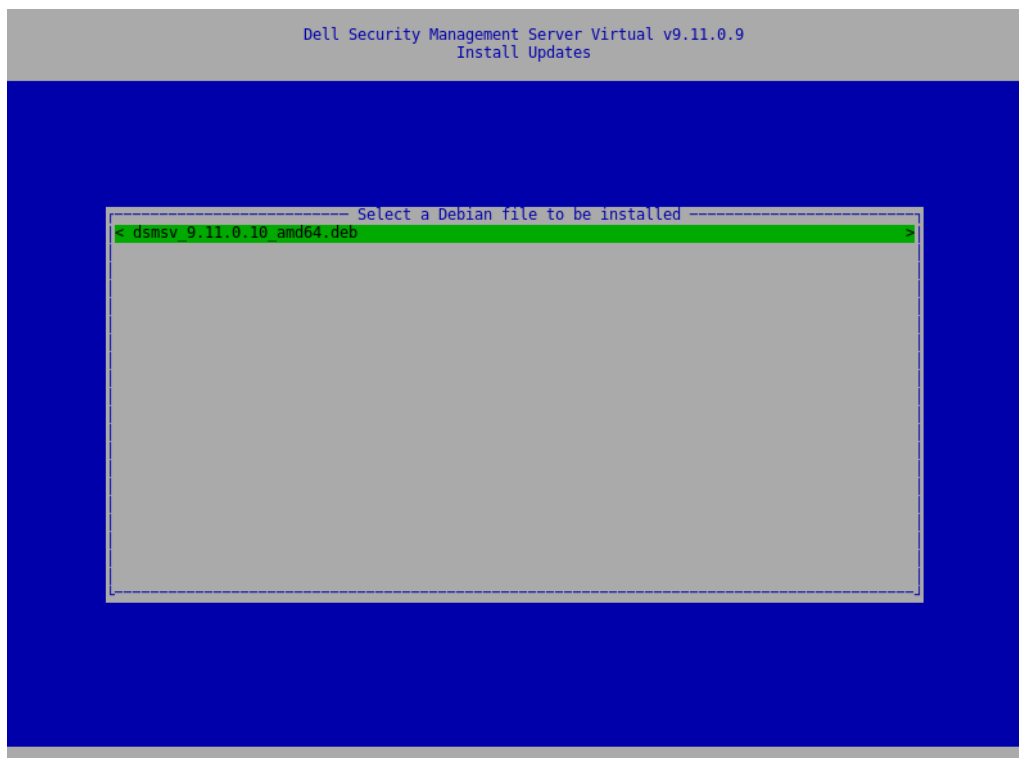 Dell Security Management Server Virtual v9.11.0.9
Install Updates
Select a Debian file to be installed
< dsmsv_9.11.0.10_amd64.deb >